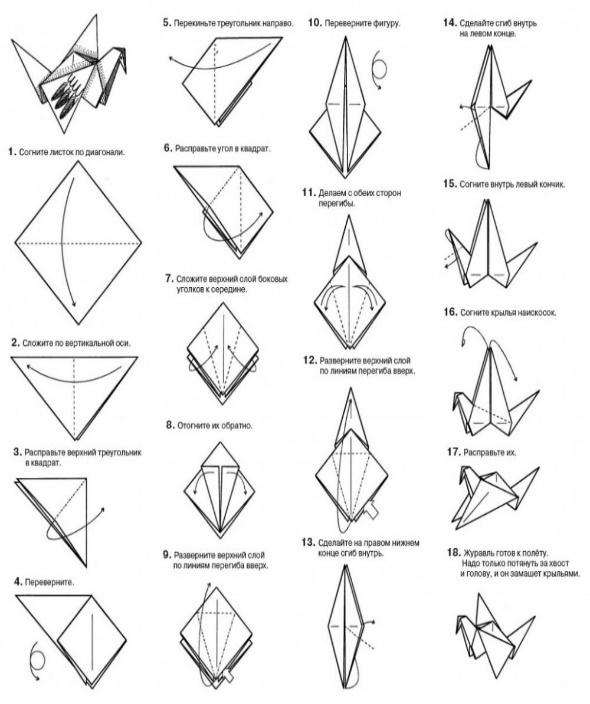 1. Согните листок по диагонали.
2. Сложите по вертикальной оси.
3. Расправьте верхний треугольник
в квадрат.
4. Переверните.
5. Перекиньте треугольник направо.
6. Расправьте угол в квадрат.
7. Сложите верхний слой боковых
уголков к середине.
8. Отогните их обратно.
9. Разверните верхний слой
по линиям перегиба вверх.
10. Переверните фигуру.
11. Делаем с обеих сторон
перегибы.
12. Разверните верхний слой
по линиям перегиба вверх.
13. Сделайте на правом нижнем
конце сгиб внутрь.
14. Сделайте сгиб внутрь
на левом конце.
15. Согните внутрь левый кончик.
16. Согните крылья наискосок.
17. Расправьте их.
18. Журавль готов к полёту.
Надо только потянуть за хвост
и голову, и он замашет крыльями.